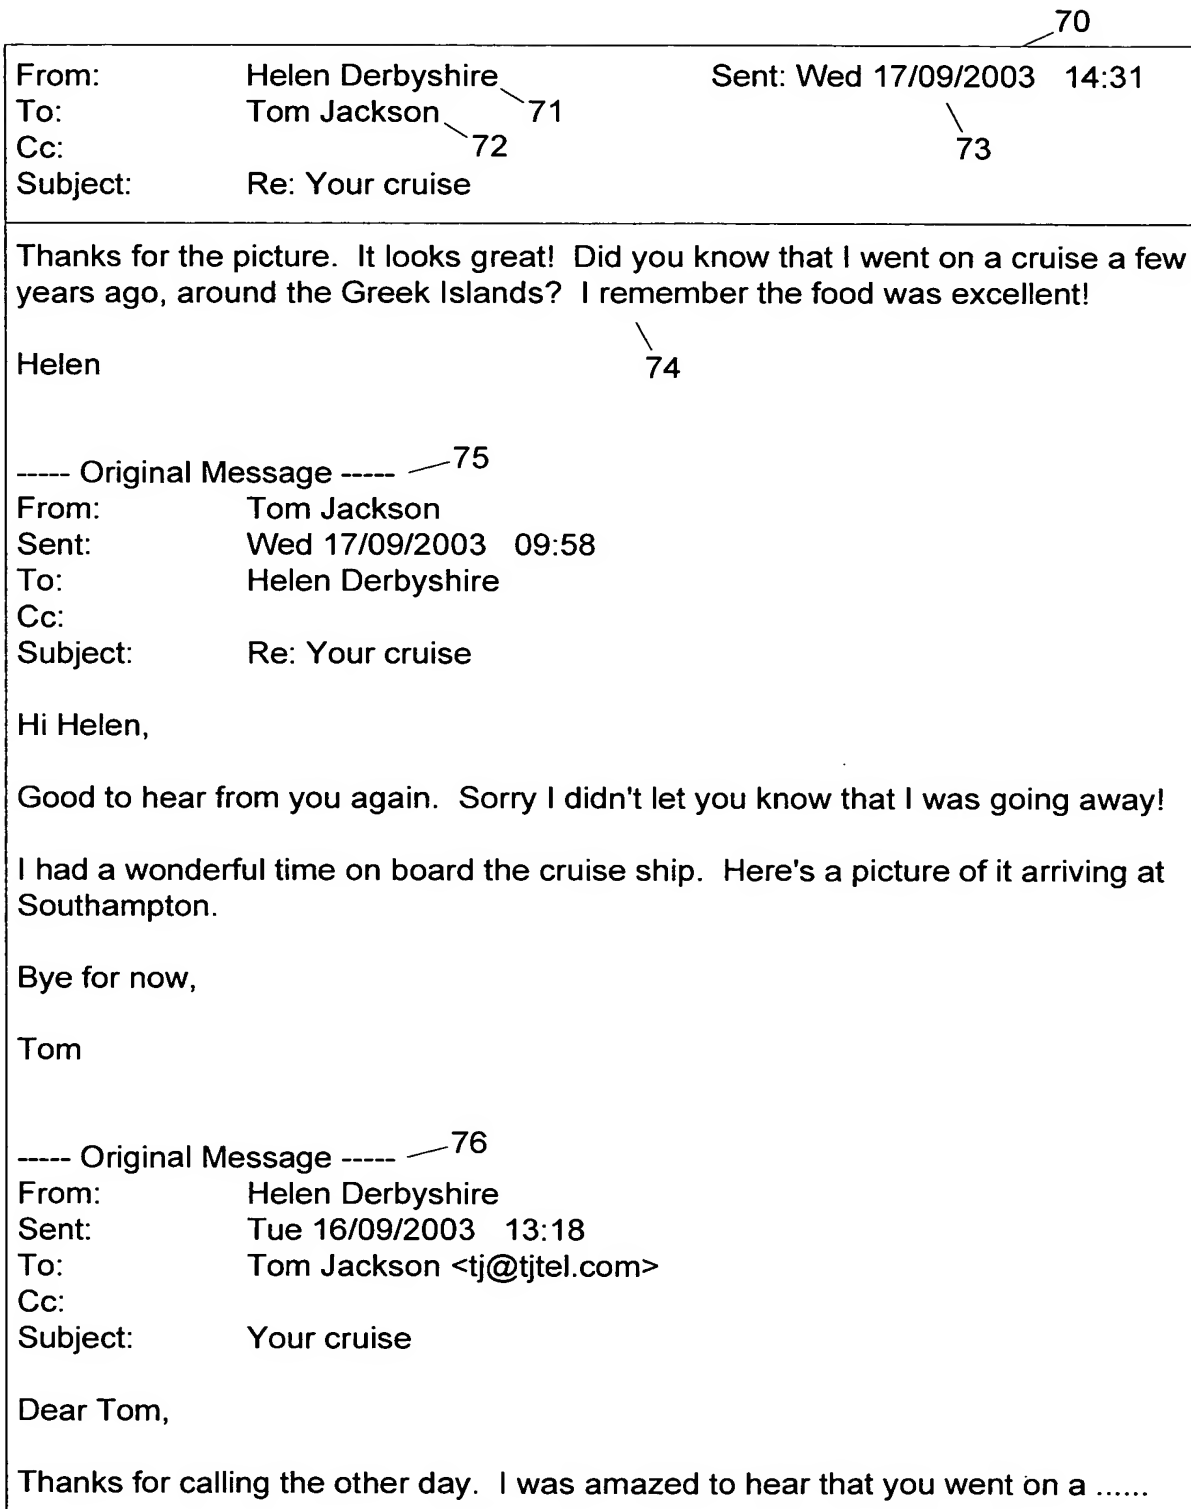 70
From: Helen Derbyshire Sent: Wed 17/09/2003 14:31
To: Tom Jackson 71
Cc: 72 73
Subject: Re: Your cruise
Thanks for the picture. It looks great! Did you know that I went on a cruise a few
years ago, around the Greek Islands? I remember the food was excellent!
Helen 74
----- Original Message ----- 75
From: Tom Jackson
Sent: Wed 17/09/2003 09:58
To: Helen Derbyshire
Cc:
Subject: Re: Your cruise
Hi Helen,
Good to hear from you again. Sorry I didn't let you know that I was going away!
I had a wonderful time on board the cruise ship. Here's a picture of it arriving at
Southampton.
Bye for now,
Tom
----- Original Message ----- 76
From: Helen Derbyshire
Sent: Tue 16/09/2003 13:18
To: Tom Jackson <tj@tjtel.com>
Cc:
Subject: Your cruise
Dear Tom,
Thanks for calling the other day. I was amazed to hear that you went on a ......